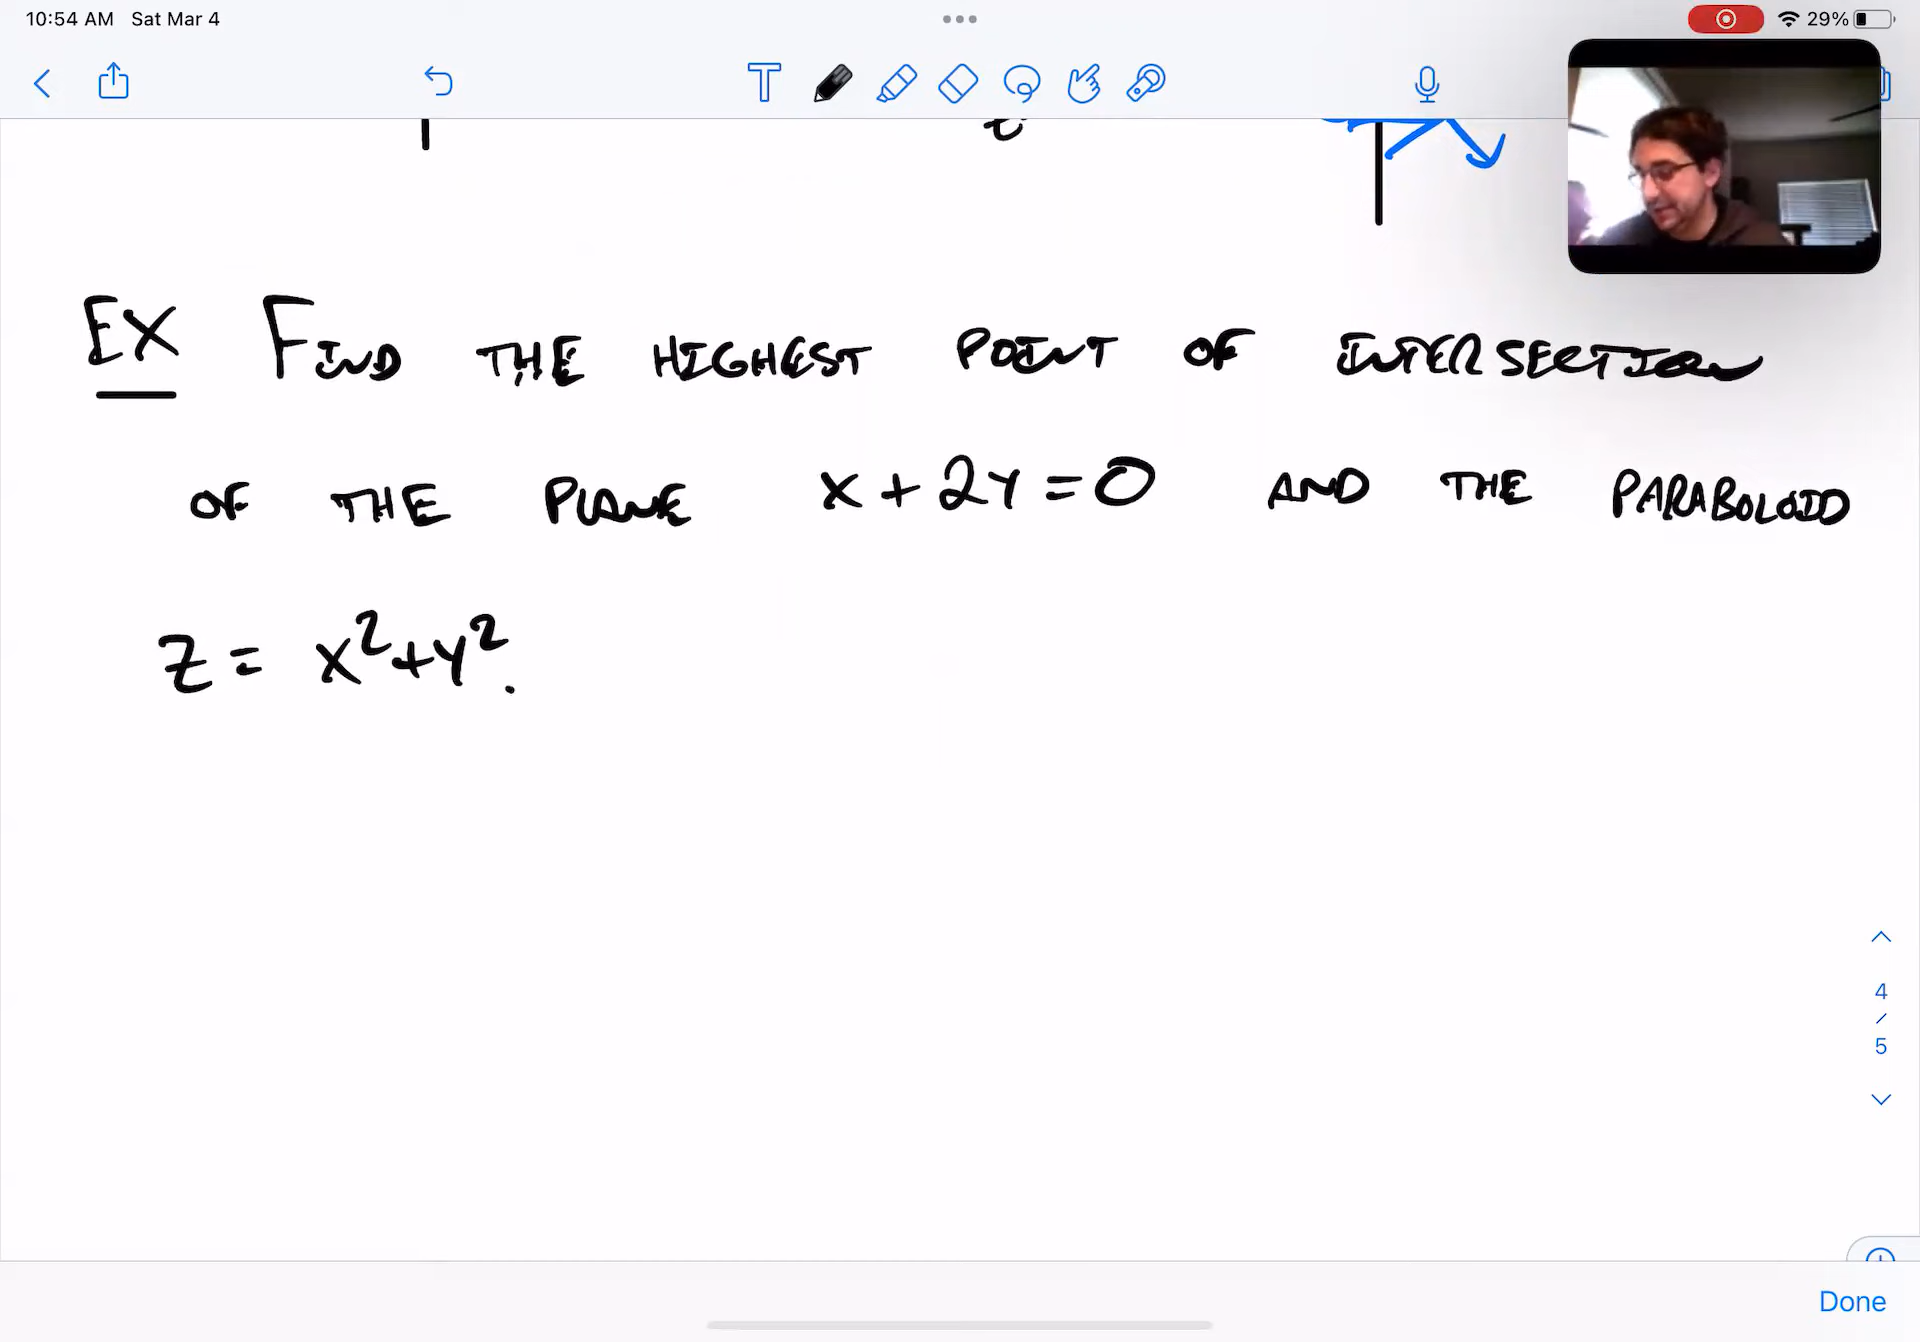 10:54 AM Sat Mar 4
29%
T
EX FIND THE HIGHEST POINT OF INTERSECTION
OF THE PLANE x + 2y = 0 AND THE PARABOLOID
z = x² + y².
4
/
5
Done